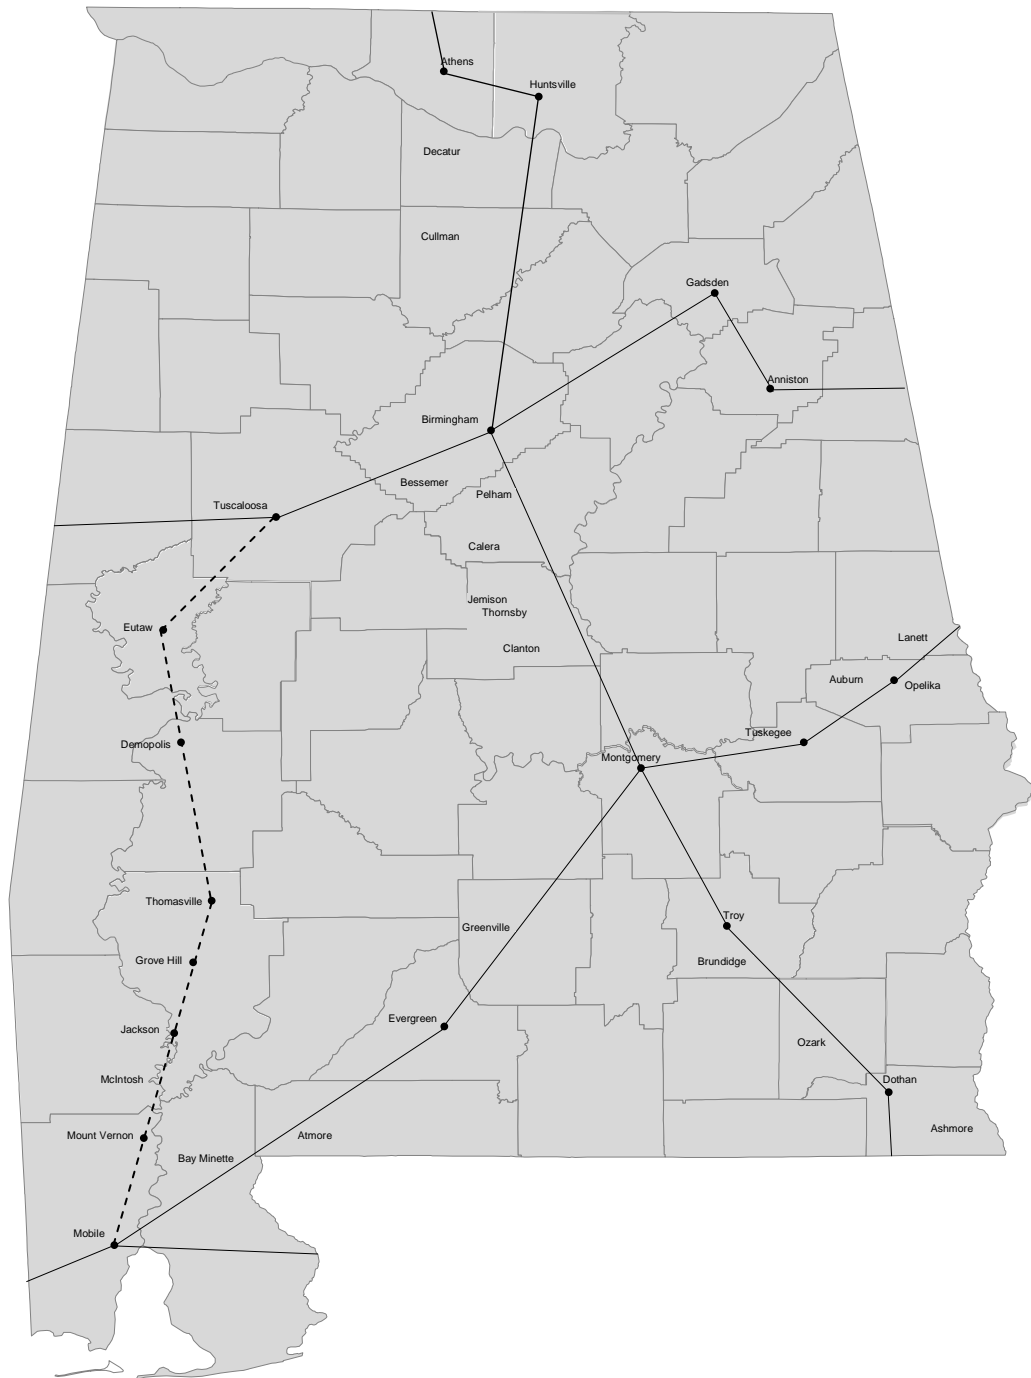 Athens
Huntsville
Decatur
Cullman
Gadsden
Anniston
Birmingham
Bessemer
Pelham
Tuscaloosa
Calera
Jemison
Thornsby
Eutaw
Lanett
Clanton
Auburn
Opelika
Tuskegee
Demopolis
Montgomery
Thomasville
Troy
Greenville
Grove Hill
Brundidge
Evergreen
Jackson
Ozark
McIntosh
Dothan
Mount Vernon
Atmore
Ashmore
Bay Minette
Mobile